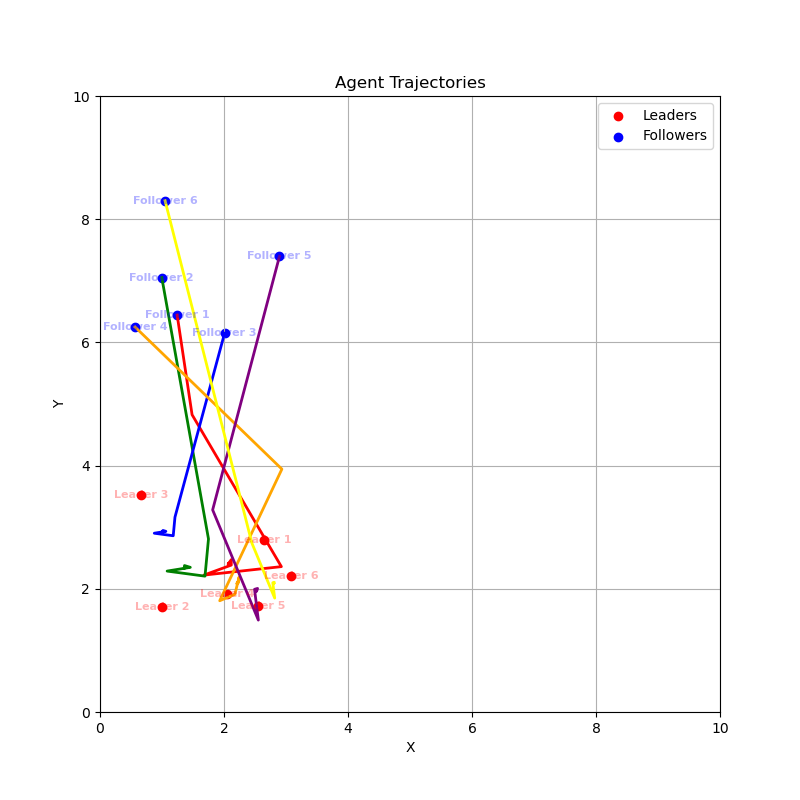 Agent Trajectories
10
Leaders
Followers
Follower 6
8
Follower 5
Follower 2
Follower 1
Follower 4
Follower 3
6
Y
4
Leader 3
Leader 1
Leader 6
2
Leader
Leader 2
Leader 5
0
0
2
4
6
8
10
X